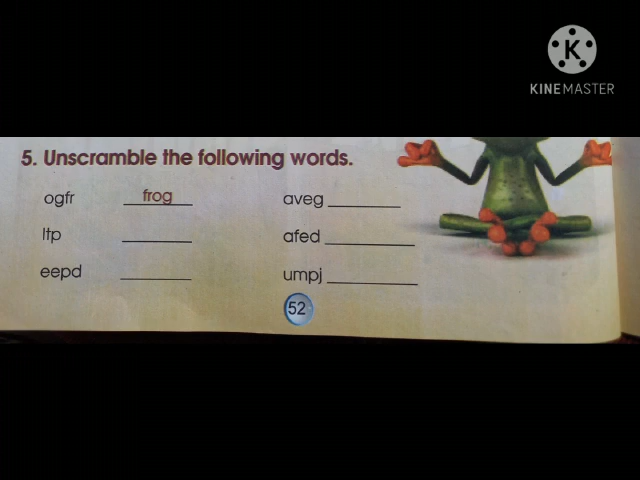 K
KINEMASTER
5. Unscramble the following words.
ogfr frog aveg
ltp afed
eepd umpj
52